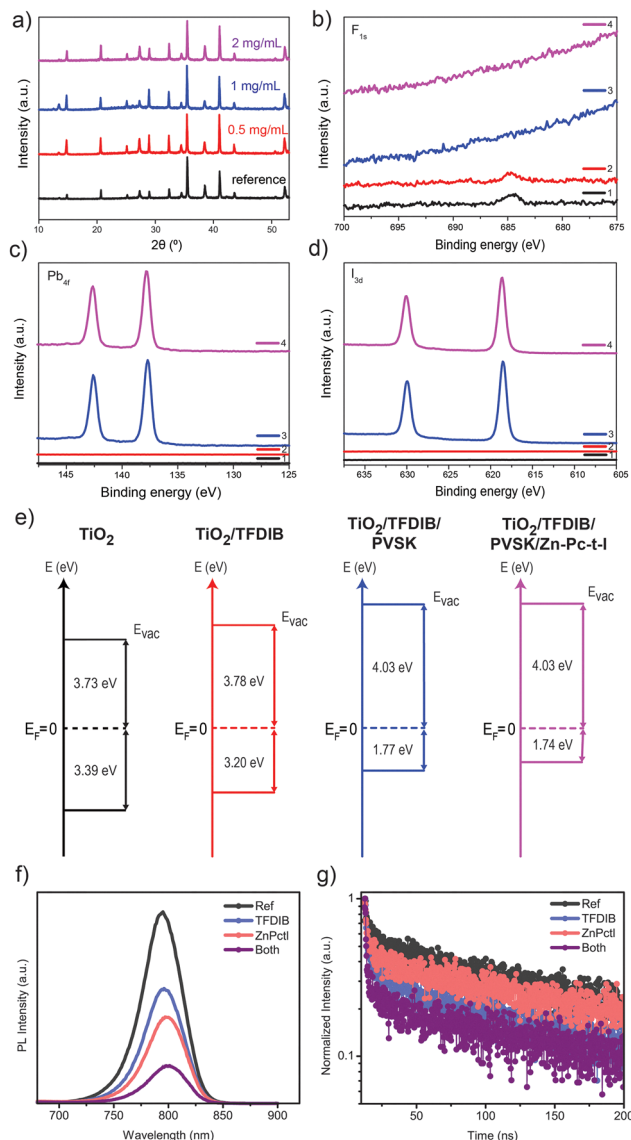 a)
2 mg/mL
1 mg/mL
0.5 mg/mL
reference
Intensity (a.u.)
10 20 30 40 50
2θ (º)
b)
F1s
4
3
2
1
Intensity (a.u.)
700 695 690 685 680 675
Binding energy (eV)
c)
Pb4f
4
3
2
1
Intensity (a.u.)
145 140 135 130 125
Binding energy (eV)
d)
I3d
4
3
2
1
Intensity (a.u.)
635 630 625 620 615 610 605
Binding energy (eV)
e)
TiO2
E (eV)
Evac
3.73 eV
EF=0
3.39 eV
TiO2/TFDIB
E (eV)
Evac
3.78 eV
EF=0
3.20 eV
TiO2/TFDIB/
PVSK
E (eV)
Evac
4.03 eV
EF=0
1.77 eV
TiO2/TFDIB/
PVSK/Zn-Pc-t-I
E (eV)
Evac
4.03 eV
EF=0
1.74 eV
f)
Ref
TFDIB
ZnPctI
Both
PL Intensity (a.u.)
700 750 800 850 900
Wavelength (nm)
g)
Ref
TFDIB
ZnPctI
Both
Normalized Intensity (a.u.)
1
0.1
50 100 150 200
Time (ns)